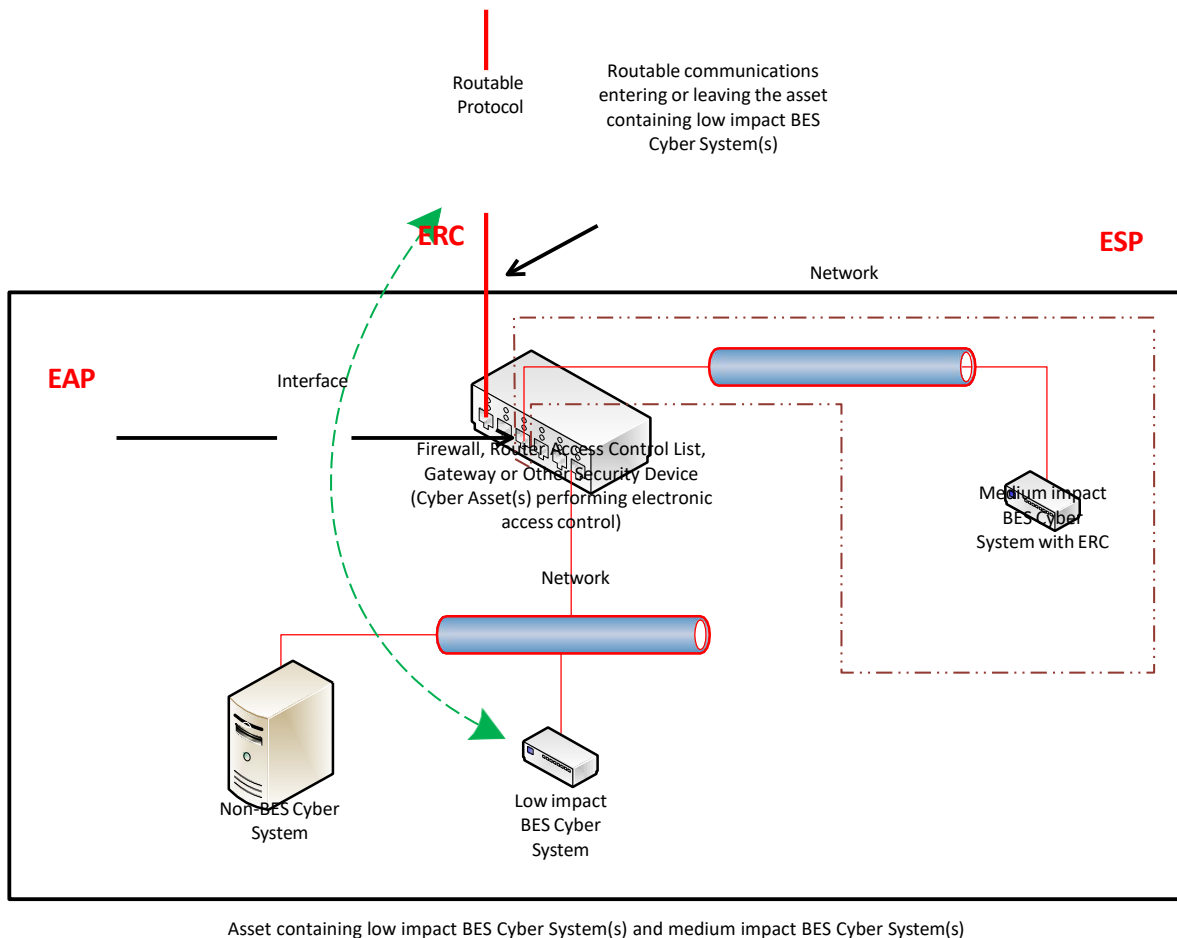 Routable
Protocol
Routable communications
entering or leaving the asset
containing low impact BES
Cyber System(s)
ERC
ESP
Network
EAP
Interface
Firewall, Router Access Control List,
Gateway or Other Security Device
(Cyber Asset(s) performing electronic
access control)
Medium impact
BES Cyber
System with ERC
Network
Non-BES Cyber
System
Low impact
BES Cyber
System
Asset containing low impact BES Cyber System(s) and medium impact BES Cyber System(s)